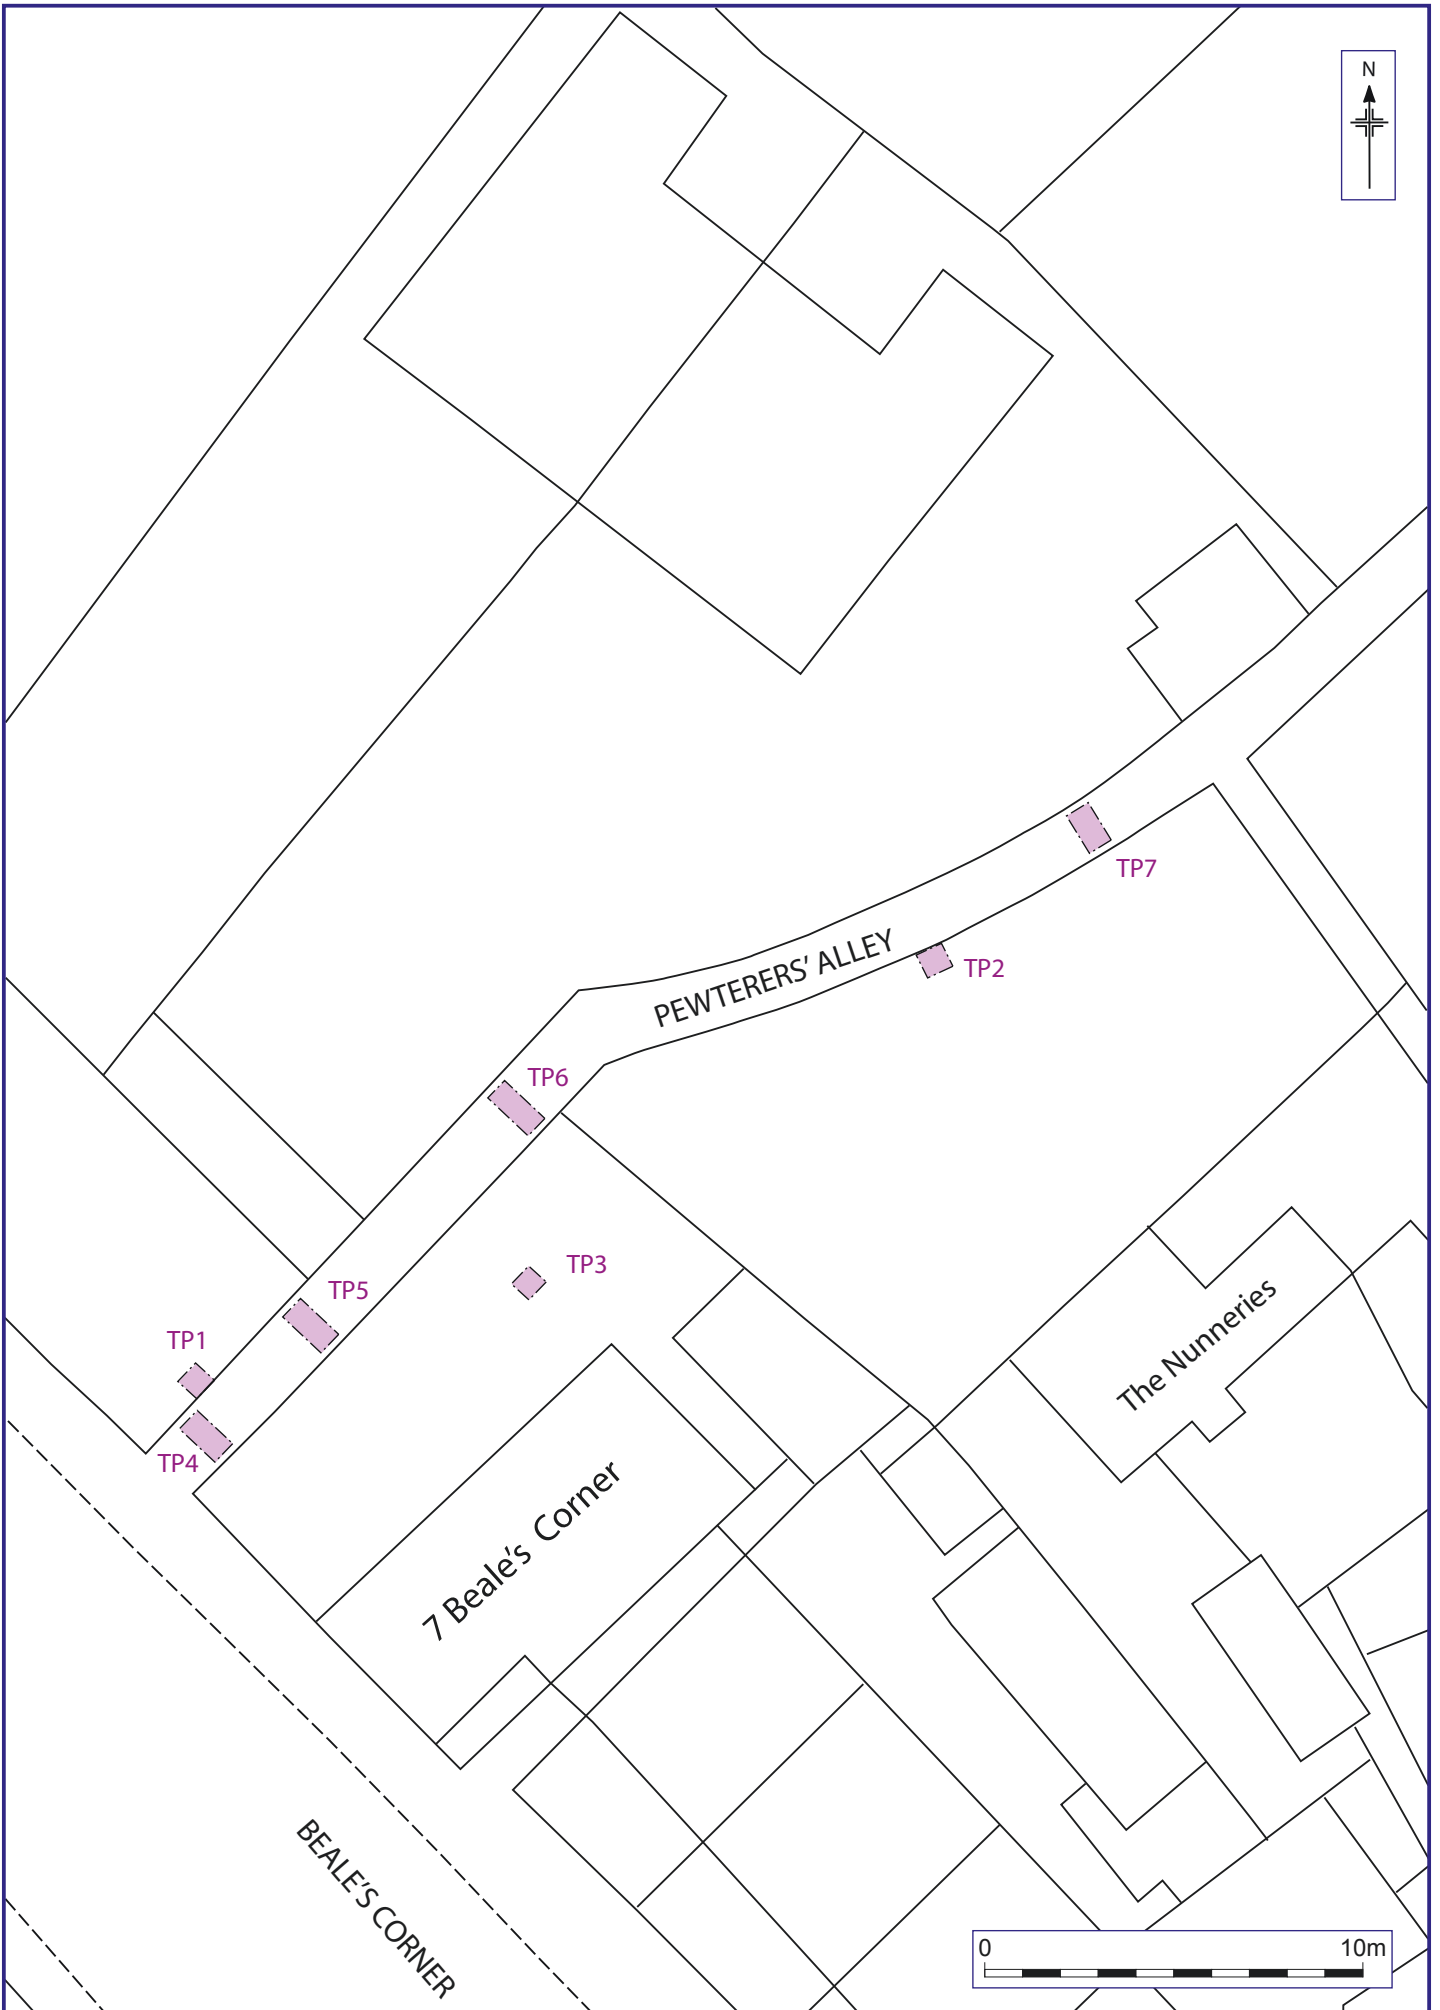 N
TP7
PEWTERERS' ALLEY
TP2
TP6
TP3
TP5
TP1
The Nunneries
TP4
7 Beale's Corner
BEALE'S CORNER
0 10m